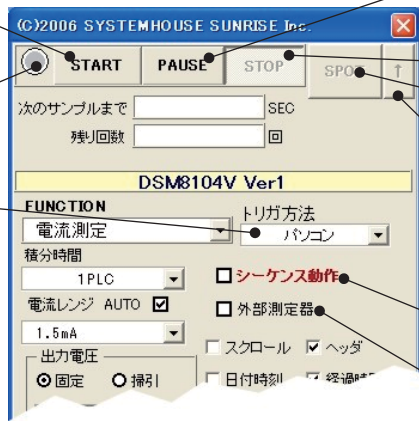 (C)2006 SYSTEMHOUSE SUNRISE Inc.
START PAUSE STOP SPOT ↑
次のサンプルまで SEC
残り回数 回
DSM8104V Ver1
FUNCTION
トリガ方法
電流測定
パソコン
積分時間
1PLC
シーケンス動作
電流レンジ AUTO
外部測定器
1.5mA
スクロール ヘッダ
出力電圧
固定 掃引
日付時刻 経過時